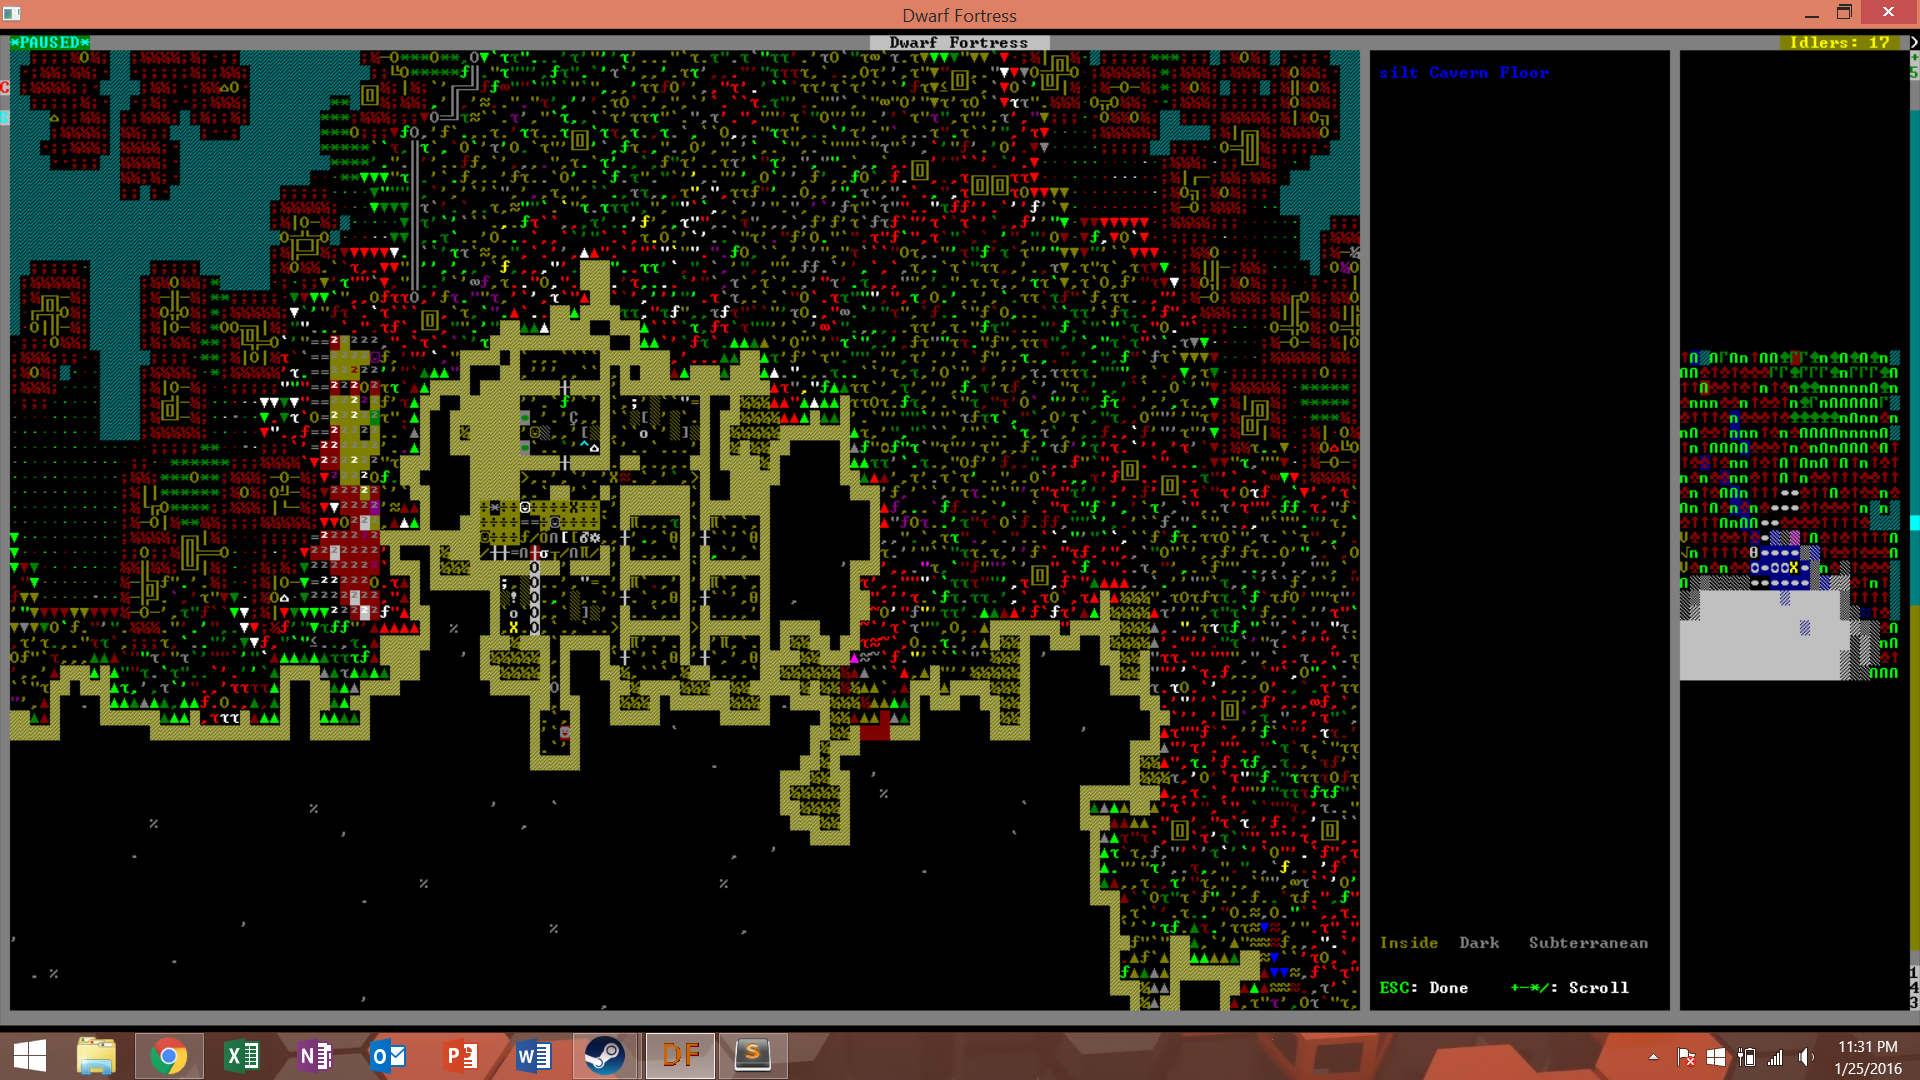 Dwarf Fortress
*PAUSED*
Dwarf Fortress
Idlers: 17
silt Cavern Floor
Inside Dark Subterranean
ESC: Done +-*/: Scroll
11:31 PM
1/25/2016